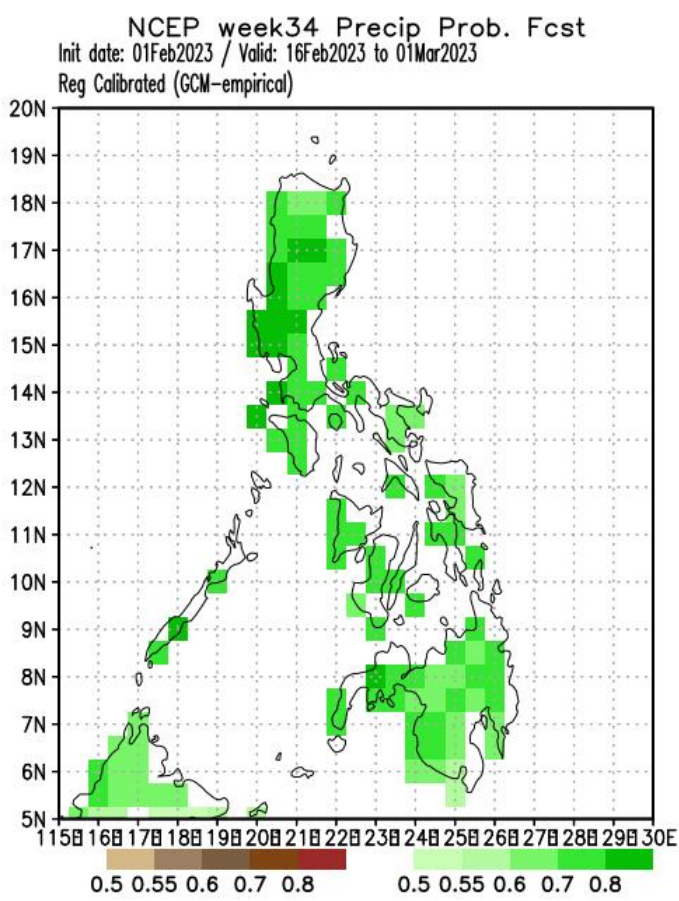 NCEP week34 Precip Prob. Fcst
Init date: 01Feb2023 / Valid: 16Feb2023 to 01Mar2023
Reg Calibrated (GCM-empirical)
20N
19N
18N
17N
16N
15N
14N
13N
12N
11N
10N
9N
8N
7N
6N
5N
115E 116E 117E 118E 119E 120E 121E 122E 123E 124E 125E 126E 127E 128E 129E 130E
0.5 0.55 0.6 0.7 0.8 0.5 0.55 0.6 0.7 0.8